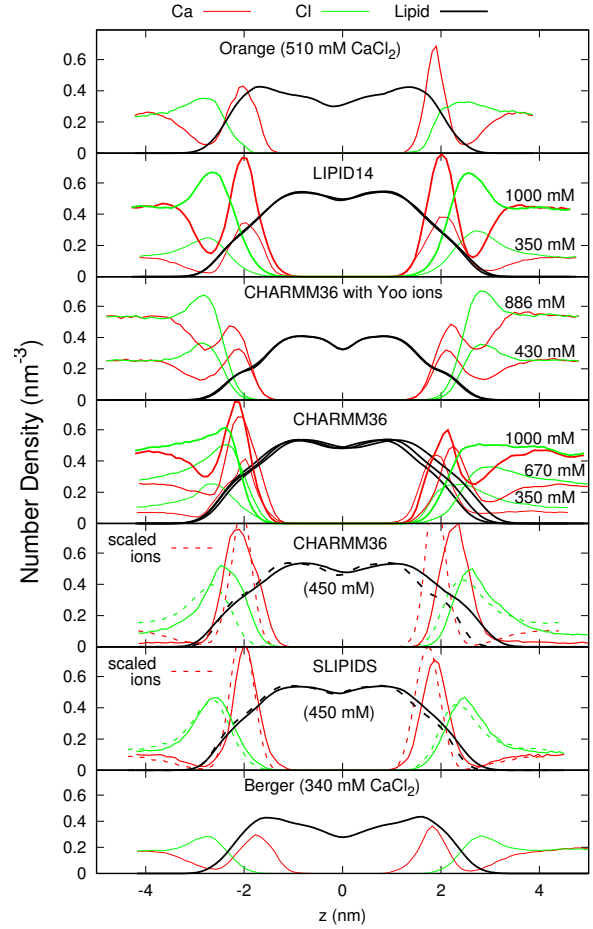 Ca Cl Lipid
Number Density (nm⁻³)
Orange (510 mM CaCl₂)
0.6
0.4
0.2
0
LIPID14
0.6
1000 mM
0.4
350 mM
0.2
0
CHARMM36 with Yoo ions
0.6
886 mM
0.4
430 mM
0.2
0
CHARMM36
0.6
1000 mM
0.4
670 mM
0.2
350 mM
0
scaled
ions
CHARMM36
0.6
0.4
(450 mM)
0.2
0
scaled
ions
SLIPIDS
0.6
0.4
(450 mM)
0.2
0
Berger (340 mM CaCl₂)
0.6
0.4
0.2
0
-4 -2 0 2 4
z (nm)